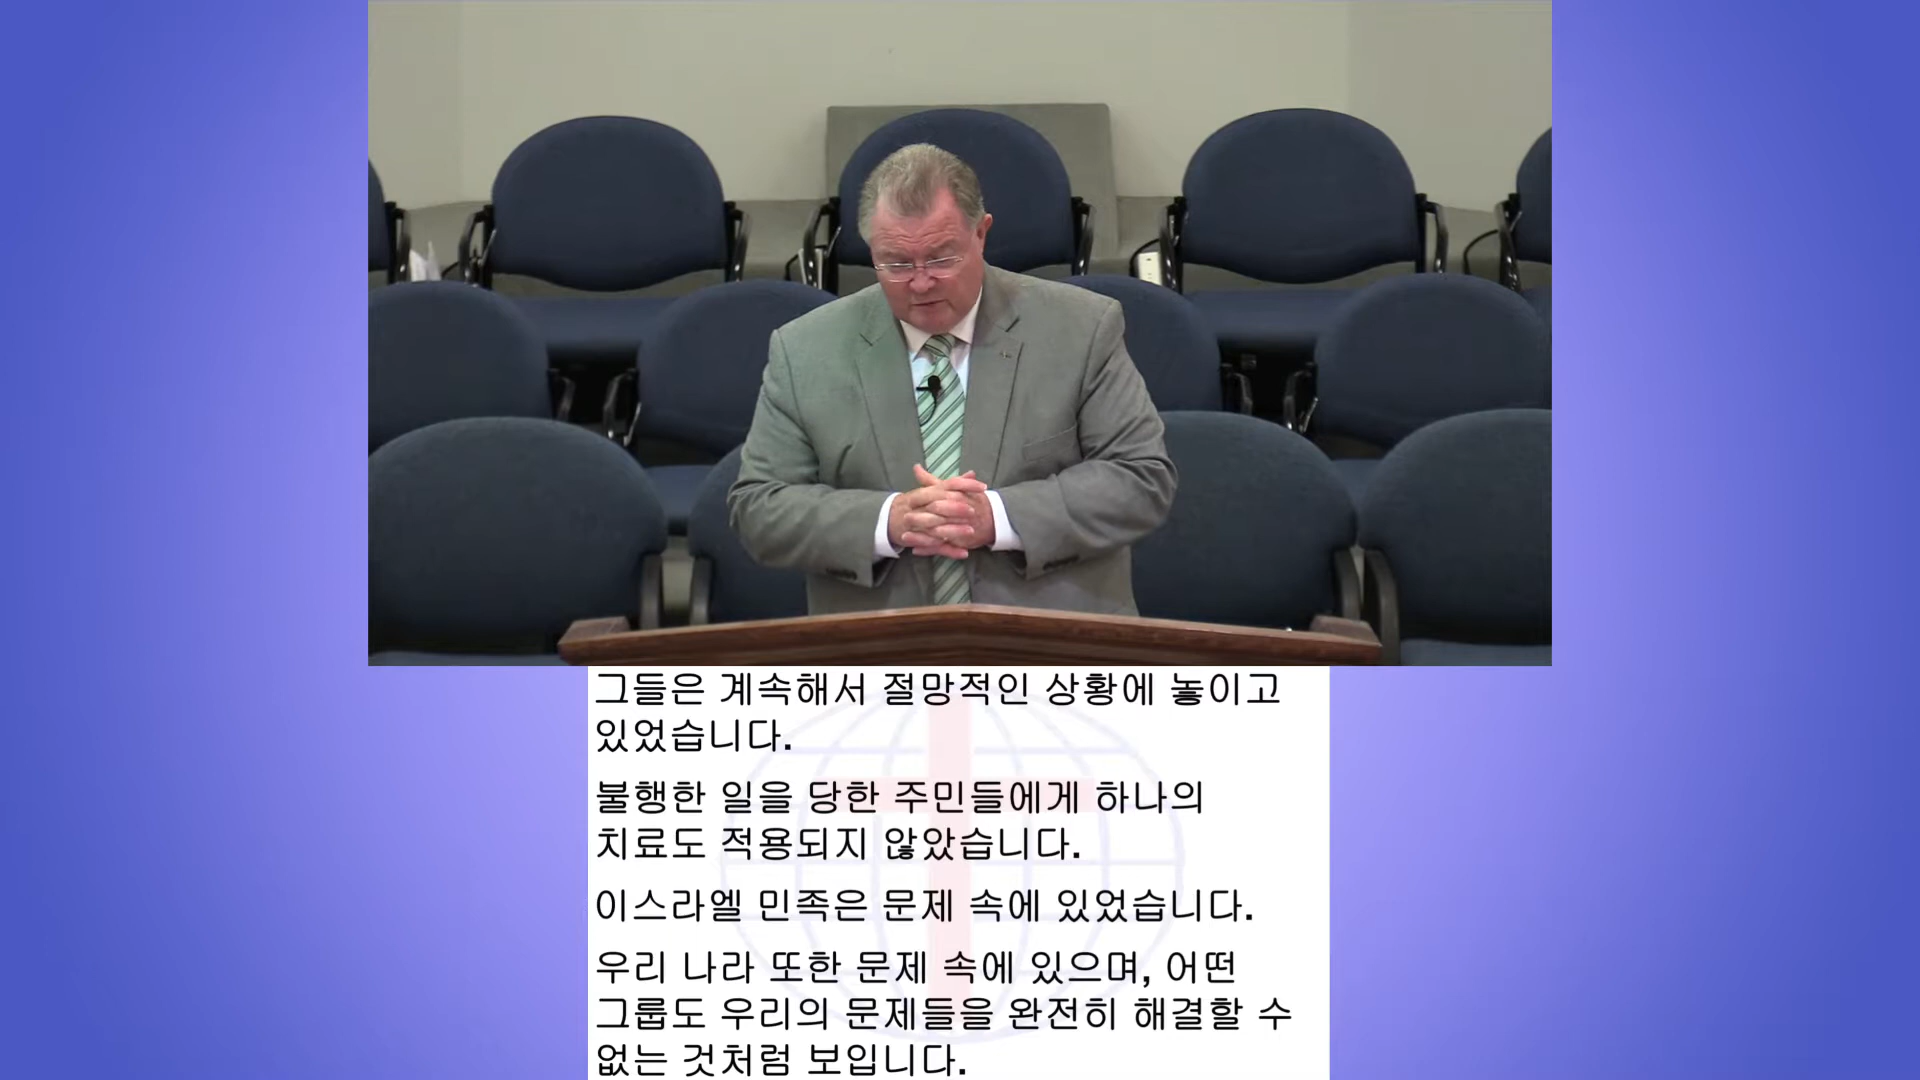 그들은 계속해서 절망적인 상황에 놓이고
있었습니다.
불행한 일을 당한 주민들에게 하나의
치료도 적용되지 않았습니다.
이스라엘 민족은 문제 속에 있었습니다.
우리 나라 또한 문제 속에 있으며, 어떤
그룹도 우리의 문제들을 완전히 해결할 수
없는 것처럼 보입니다.